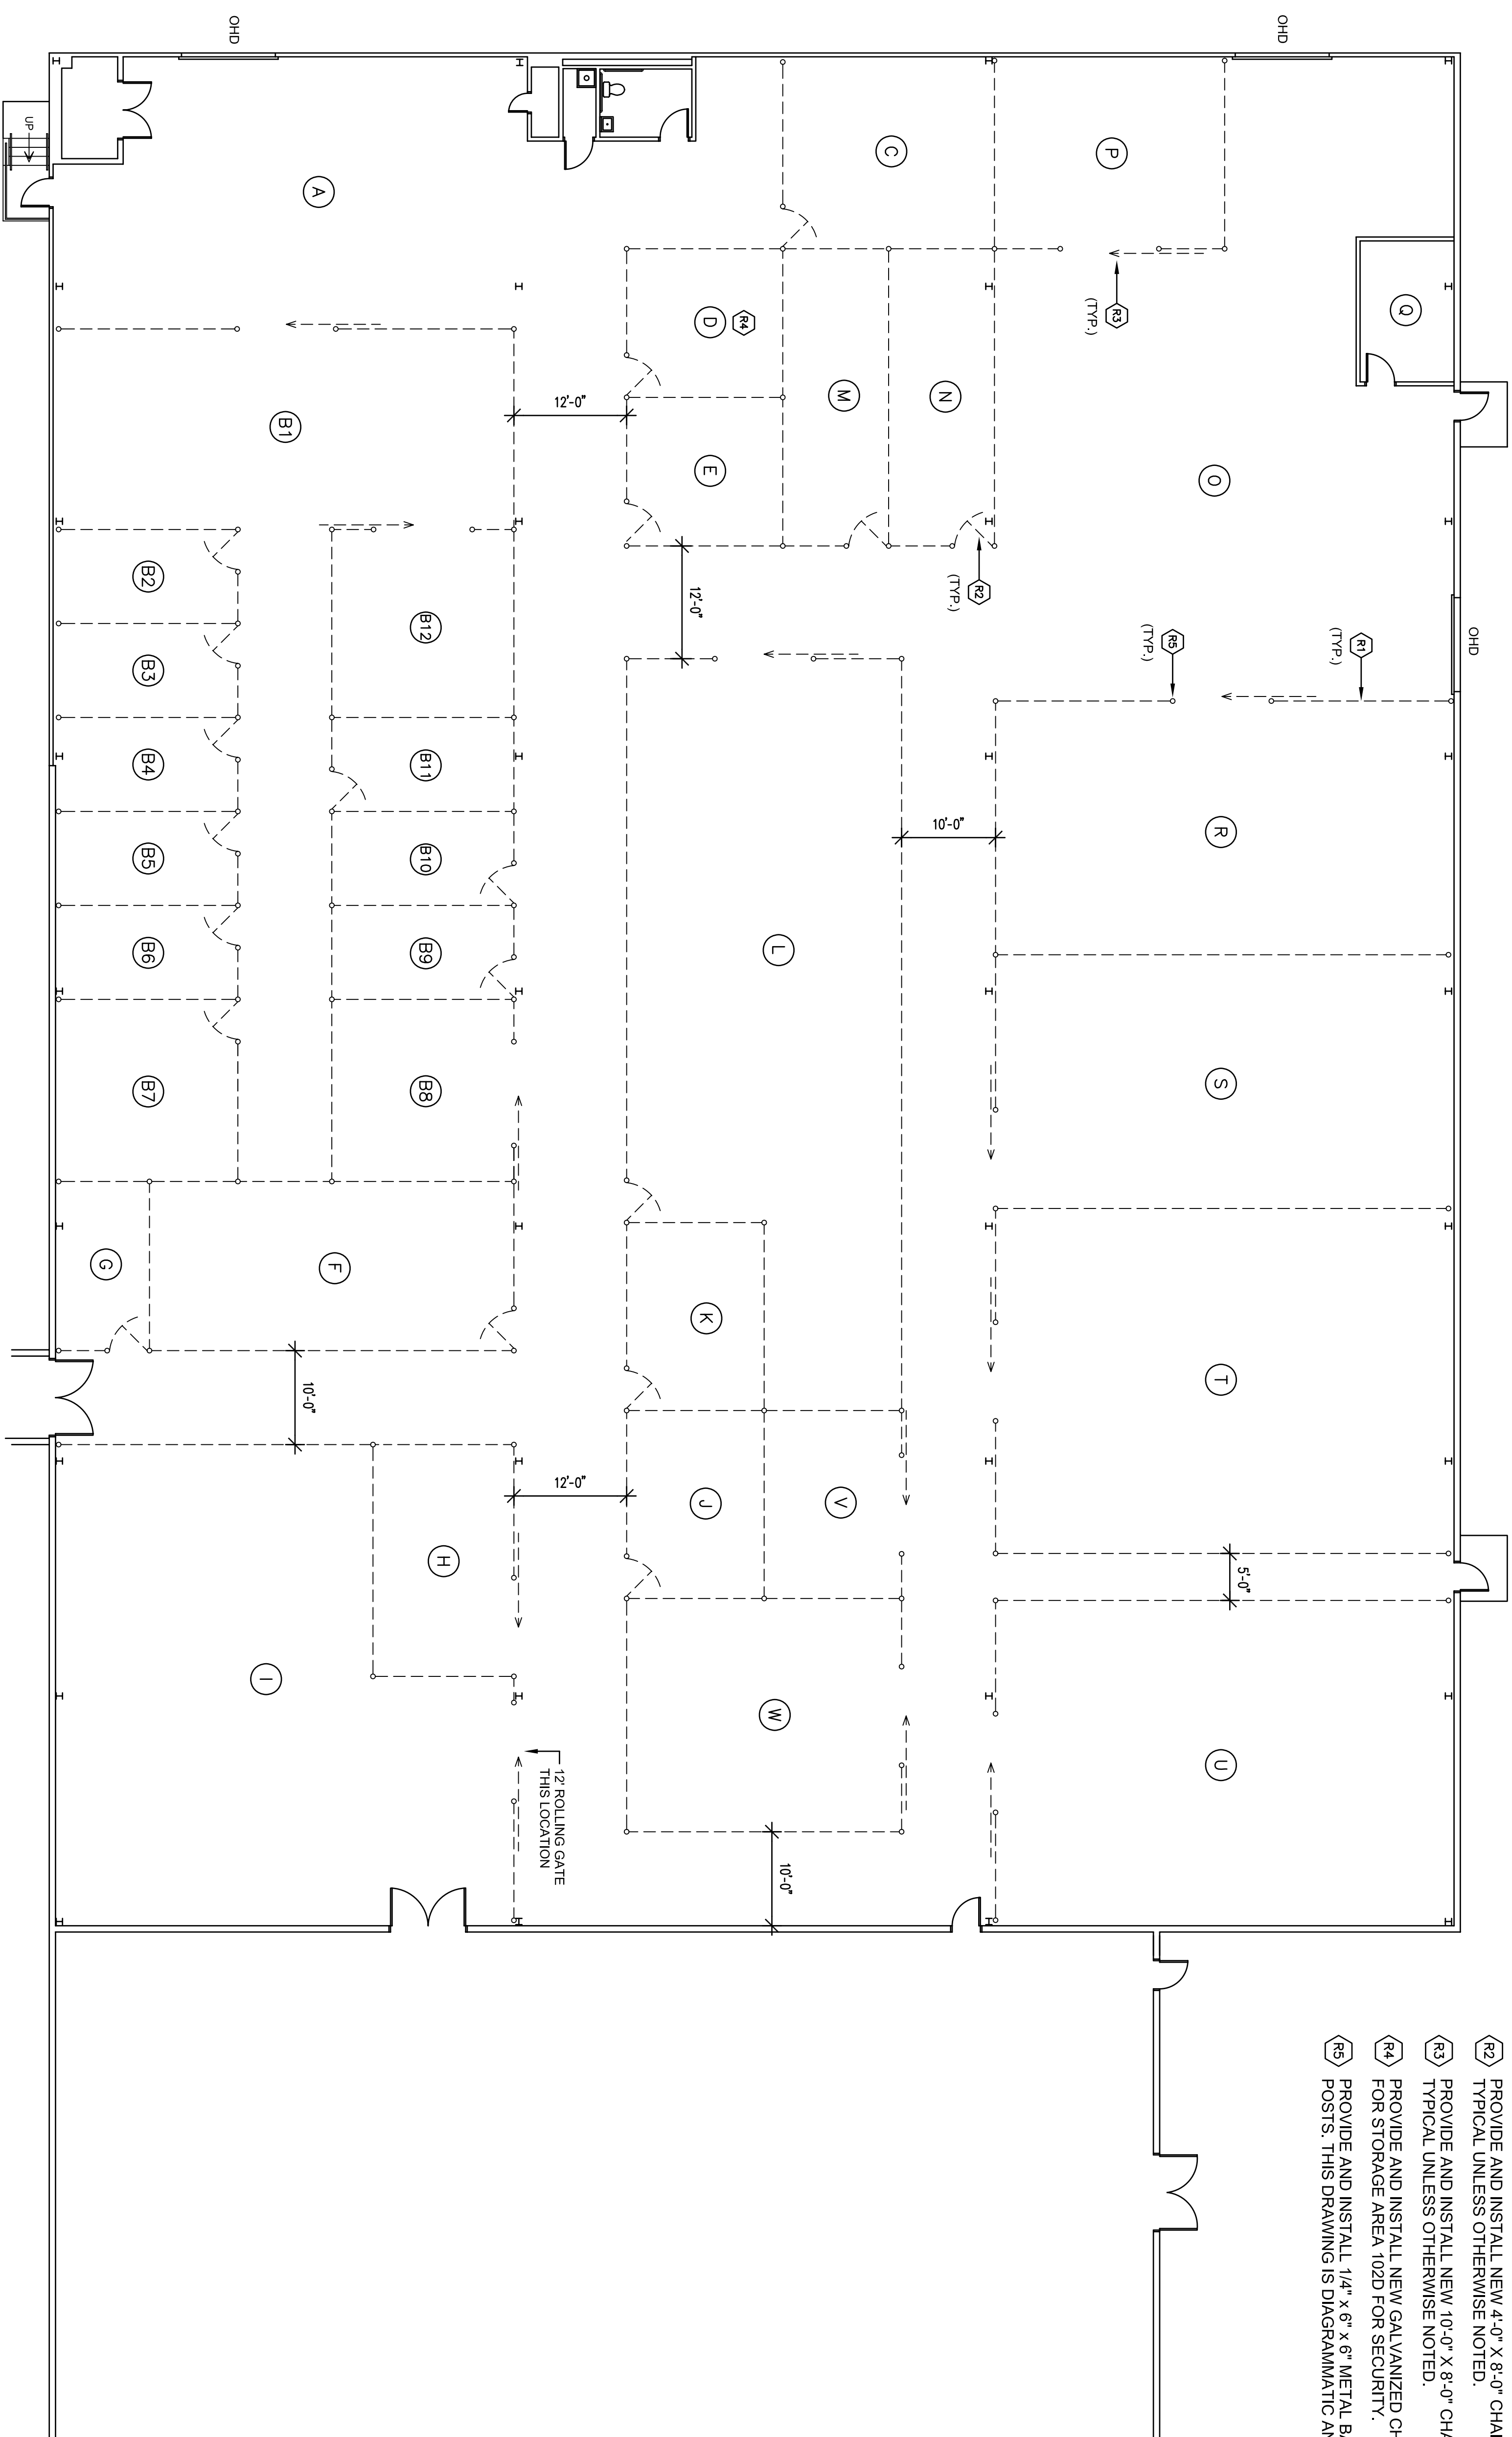 R2 PROVIDE AND INSTALL NEW 4'-0" X 8'-0" CHAI
TYPICAL UNLESS OTHERWISE NOTED.
R3 PROVIDE AND INSTALL NEW 10'-0" X 8'-0" CHA
TYPICAL UNLESS OTHERWISE NOTED.
R4 PROVIDE AND INSTALL NEW GALVANIZED CH
FOR STORAGE AREA 102D FOR SECURITY.
R5 PROVIDE AND INSTALL 1/4" x 6" x 6" METAL BA
POSTS. THIS DRAWING IS DIAGRAMMATIC AN
OHD
OHD
OHD
UP
Q
R1
(TYP.)
O
R
S
T
5'-0"
U
P
R3
(TYP.)
R5
(TYP.)
C
N
M
R2
(TYP.)
10'-0"
R4
D
E
12'-0"
L
V
W
10'-0"
K
J
12'-0"
12'-0"
12' ROLLING GATE
THIS LOCATION
A
B1
B12
B11
B10
B9
B8
F
10'-0"
H
I
B2
B3
B4
B5
B6
B7
G